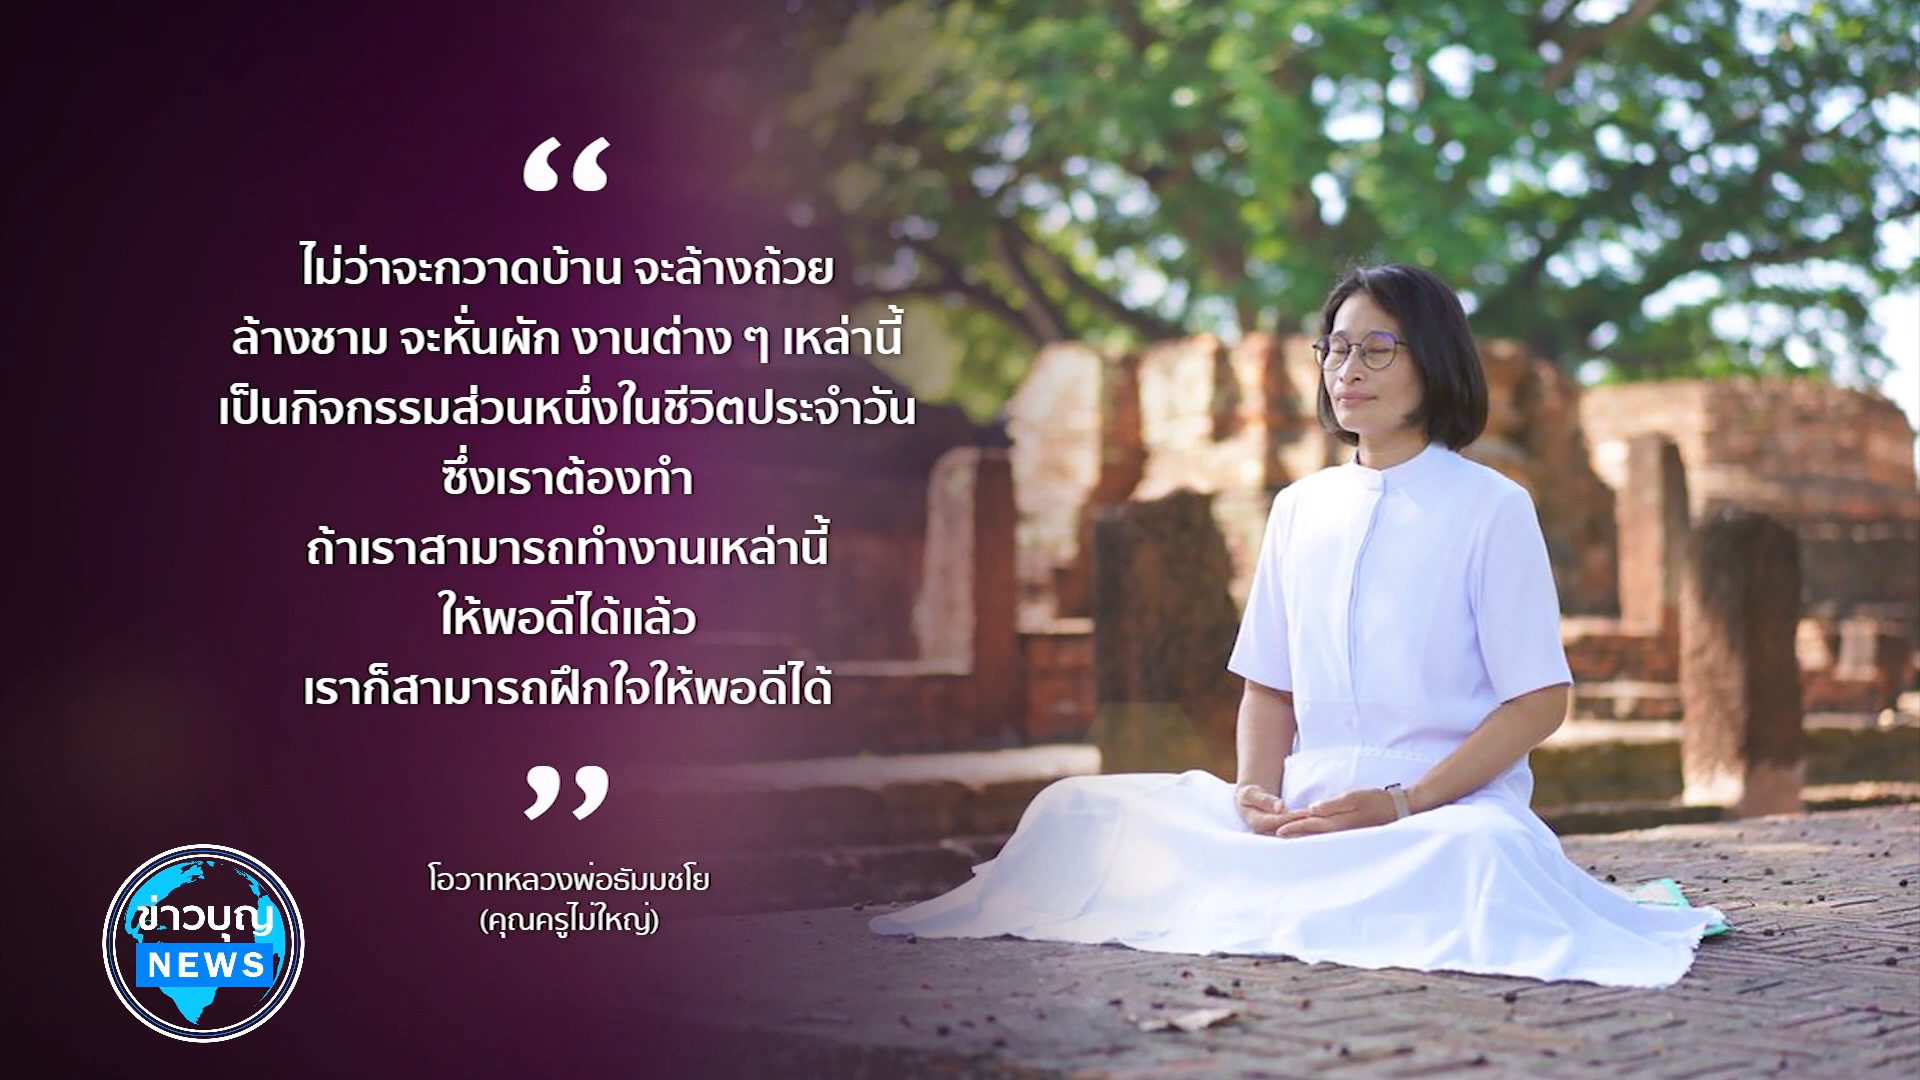 “
ไม่ว่าจะกวาดบ้าน จะล้างถ้วย
ล้างชาม จะหั่นผัก งานต่าง ๆ เหล่านี้
เป็นกิจกรรมส่วนหนึ่งในชีวิตประจำวัน
ซึ่งเราต้องทำ
ถ้าเราสามารถทำงานเหล่านี้
ให้พอดีได้แล้ว
เราก็สามารถฝึกใจให้พอดีได้
”
โอวาทหลวงพ่อธัมมชโย
(คุณครูไม่ใหญ่)
ข่าวบุญ
NEWS